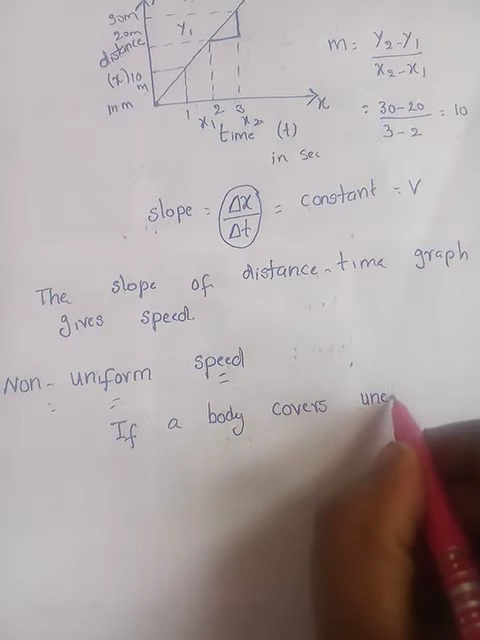 30m
20m
distance
(x) 10
m
mm
y₁
1 2 3
x₁ x₂
x
time (t)
in sec
m = y₂-y₁ / x₂-x₁
= 30-20 / 3-2 = 10
slope = Δx / Δt = constant = V
The slope of distance-time graph
gives speed.
Non-uniform speed
If a body covers une